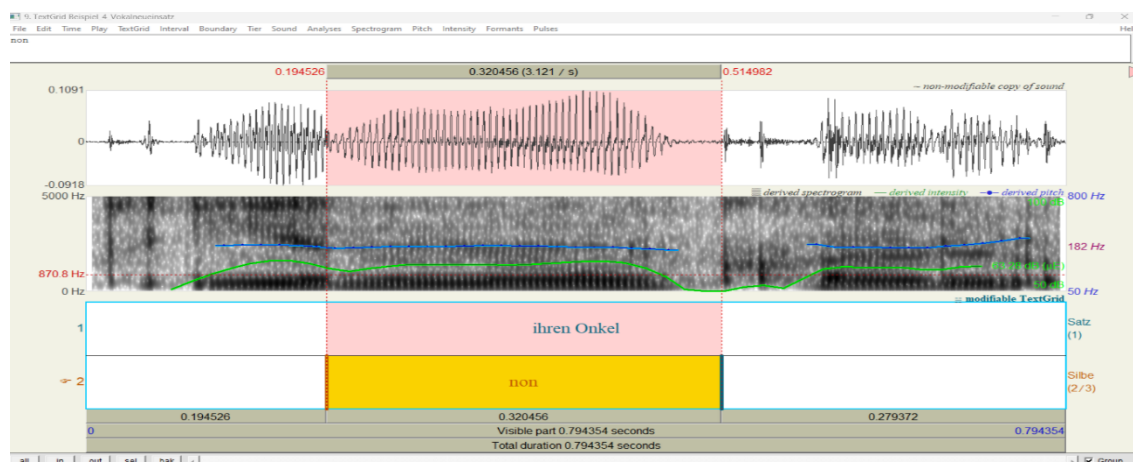 9. TextGrid Beispiel_4_Vokalneueinsatz
File Edit Time Play TextGrid Interval Boundary Tier Sound Analyses Spectrogram Pitch Intensity Formants Pulses Hel
non
0.194526 0.320456 (3.121 / s) 0.514982
0.1091 ~ non-modifiable copy of sound
0
-0.0918
5000 Hz derived spectrogram derived intensity derived pitch 800 Hz
182 Hz
870.8 Hz
0 Hz 50 Hz
modifiable TextGrid
1 ihren Onkel Satz
(1)
2 non Silbe
(2/3)
0.194526 0.320456 0.279372
0 Visible part 0.794354 seconds 0.794354
Total duration 0.794354 seconds
all in out sel bak Group